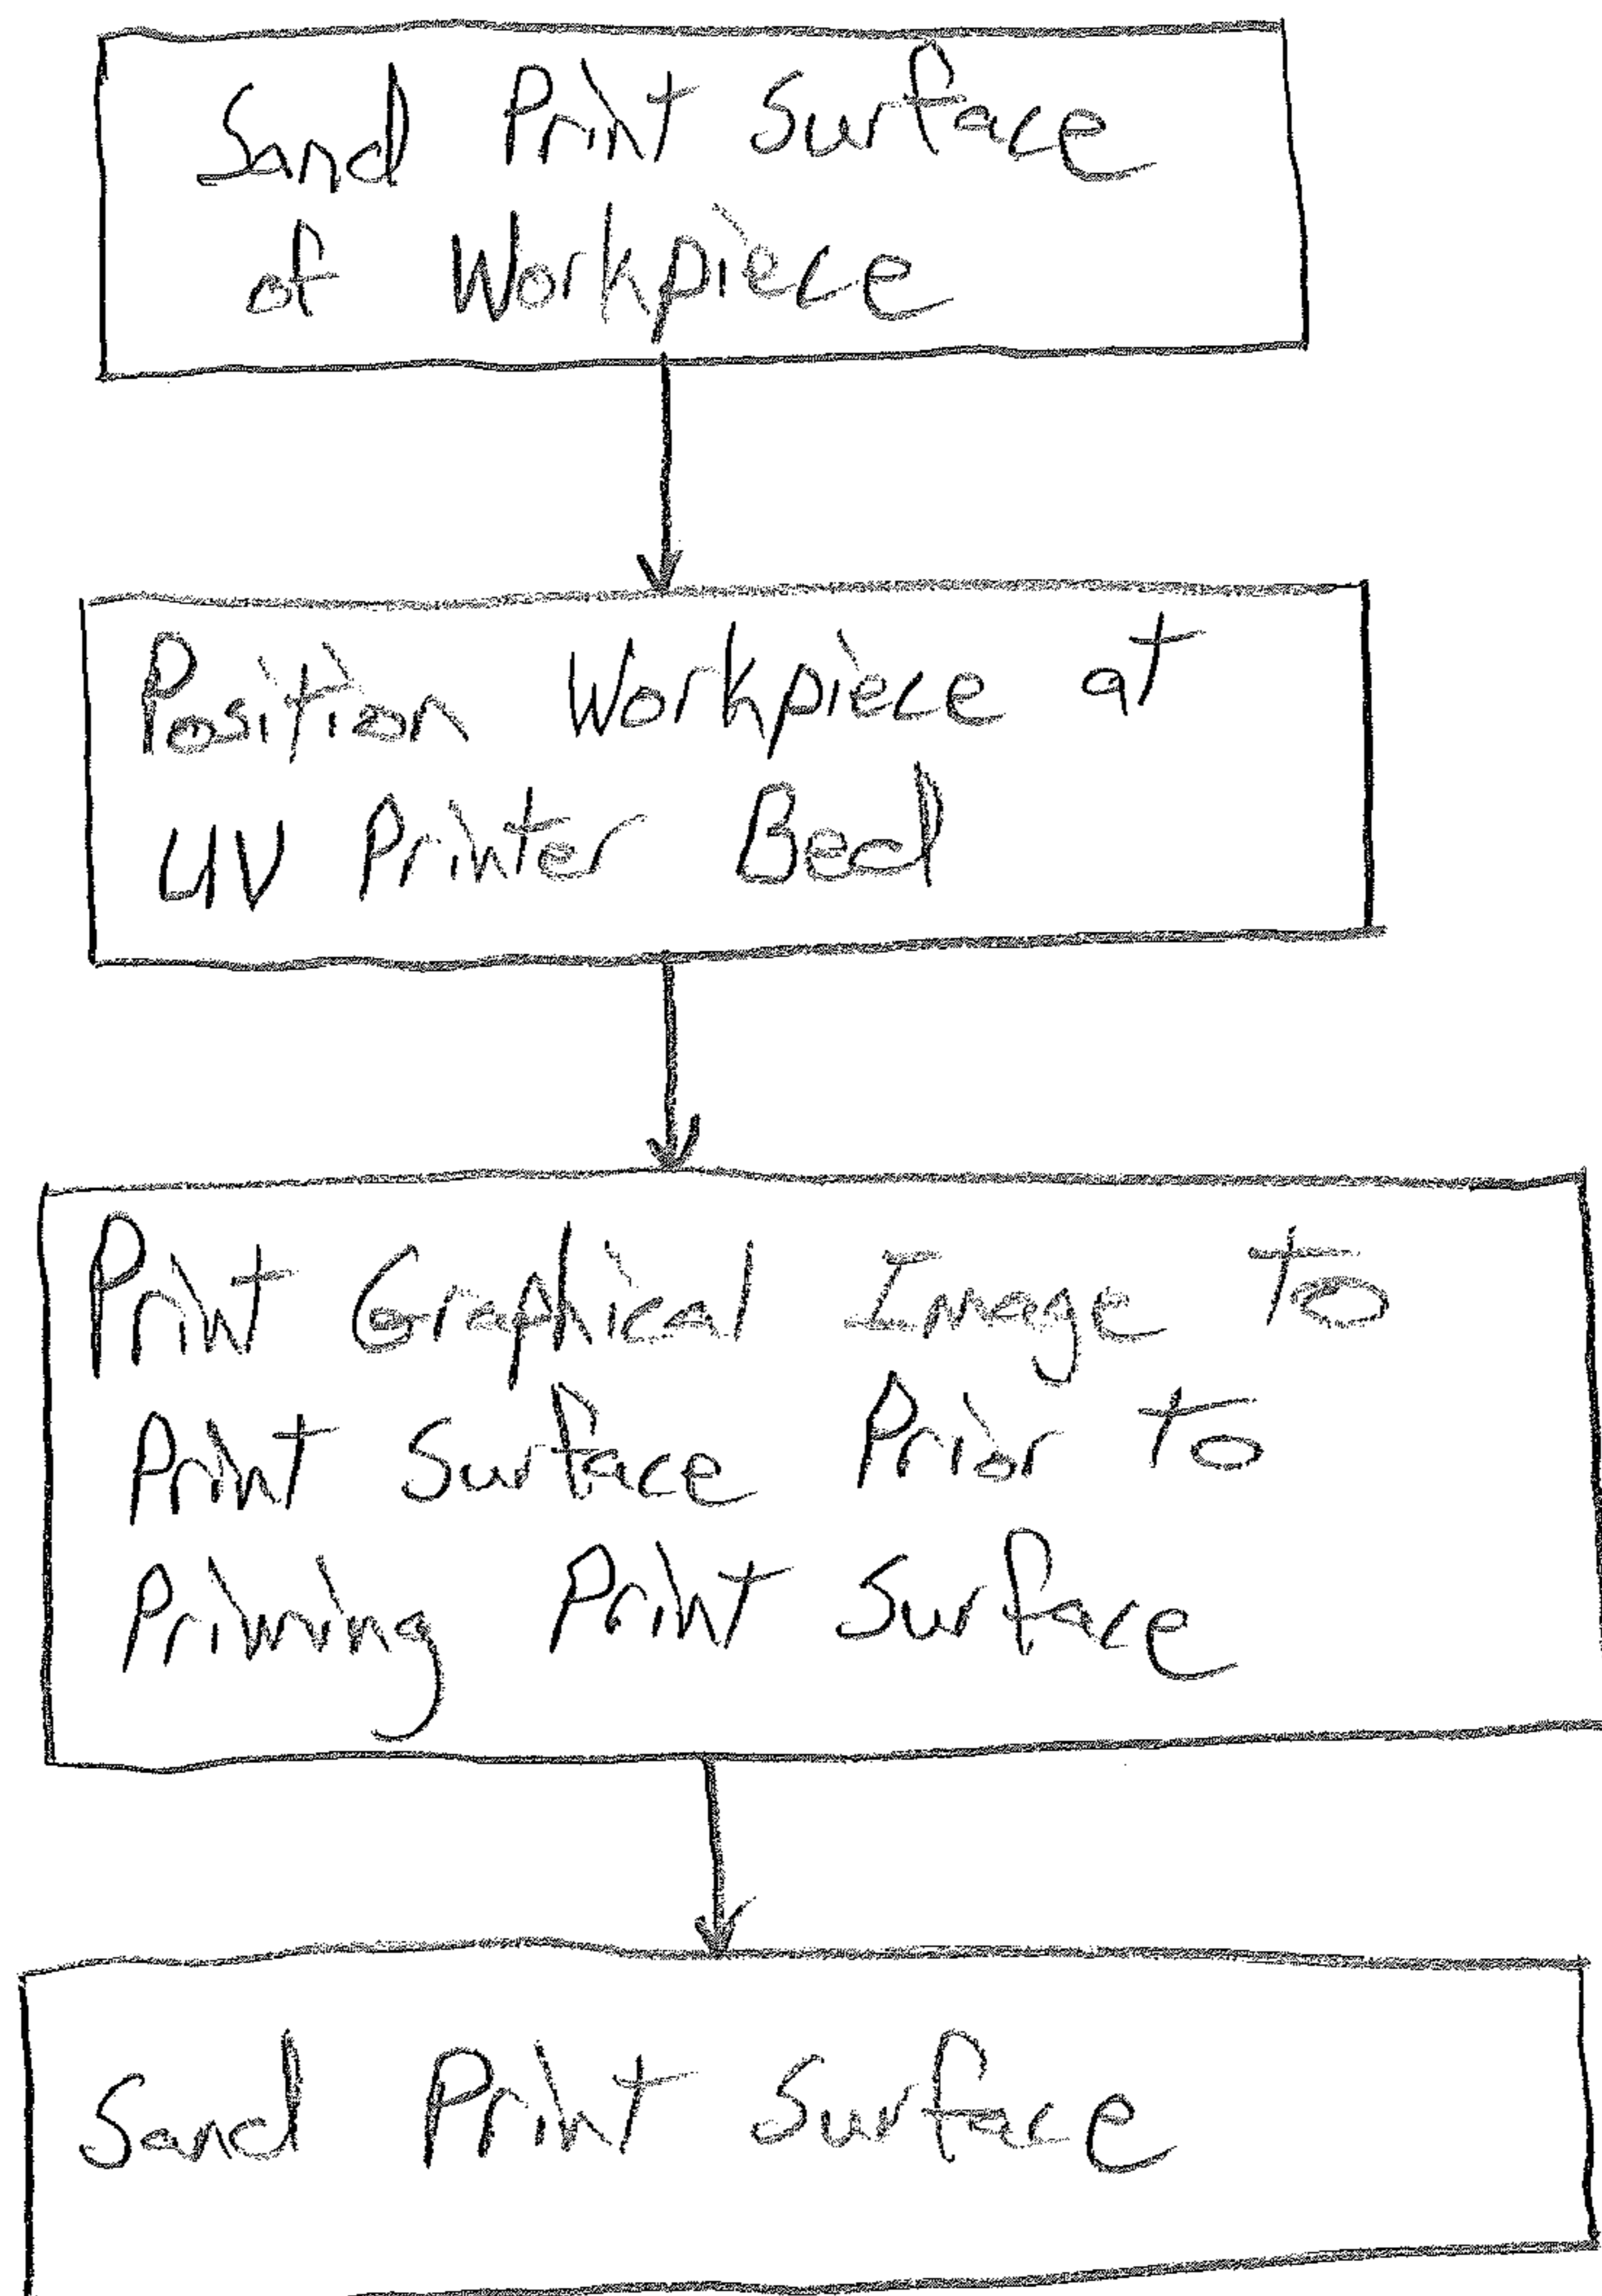 Sand Print Surface
of Workpiece
Position Workpiece at
UV Printer Bed
Print Graphical Image to
Print Surface Prior to
Priming Print Surface
Sand Print Surface